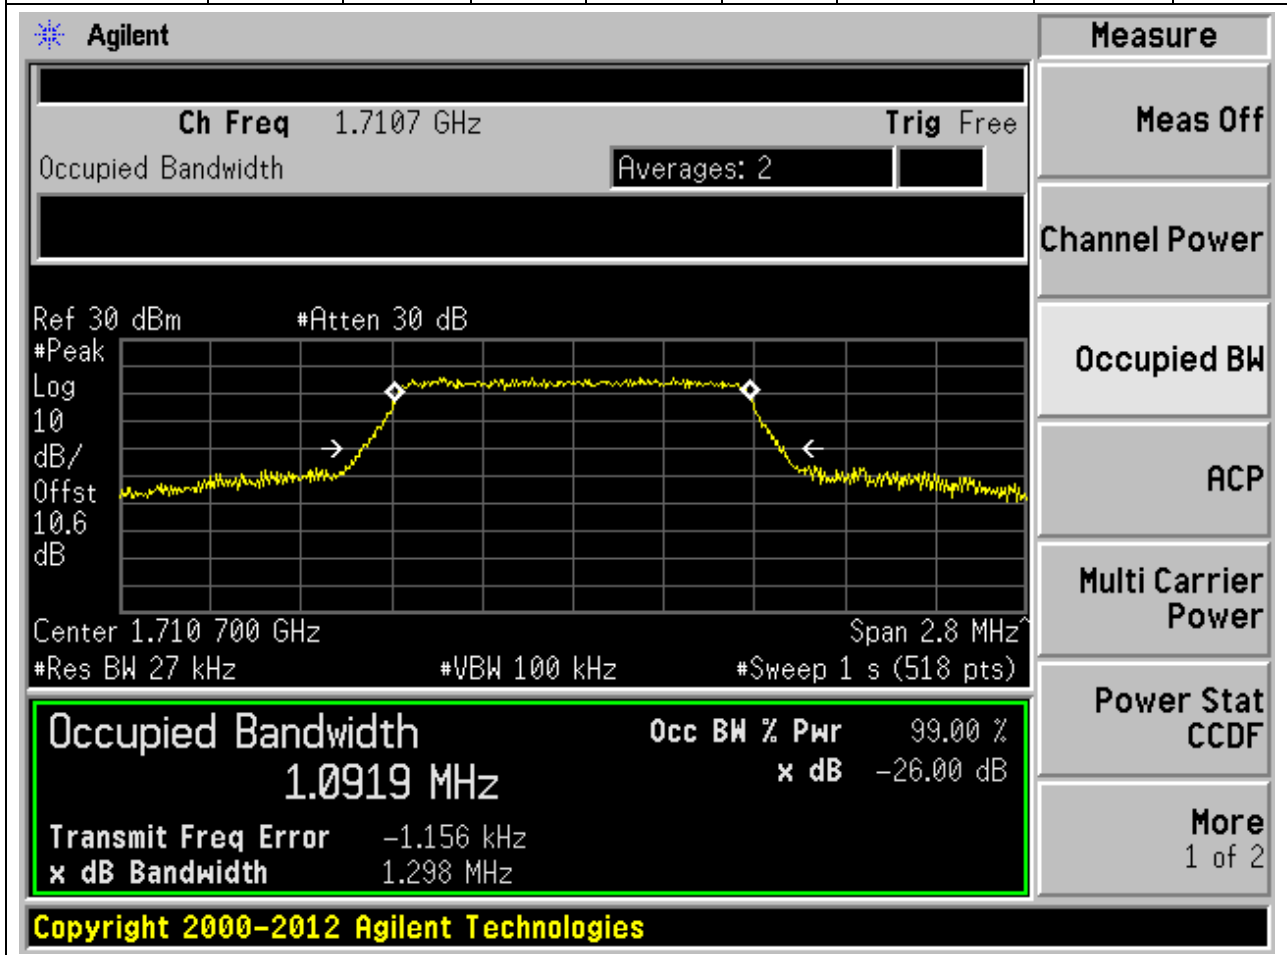 Agilent
Measure
Ch Freq 1.7107 GHz
Trig Free
Meas Off
Occupied Bandwidth
Averages: 2
Channel Power
Ref 30 dBm
#Atten 30 dB
#Peak
Log
10
dB/
Offst
10.6
dB
Occupied BW
ACP
Multi Carrier
Power
Center 1.710 700 GHz
Span 2.8 MHz^
#Res BW 27 kHz
#VBW 100 kHz
#Sweep 1 s (518 pts)
Power Stat
CCDF
Occupied Bandwidth
1.0919 MHz
Occ BW % Pwr 99.00 %
x dB -26.00 dB
Transmit Freq Error -1.156 kHz
x dB Bandwidth 1.298 MHz
More
1 of 2
Copyright 2000-2012 Agilent Technologies